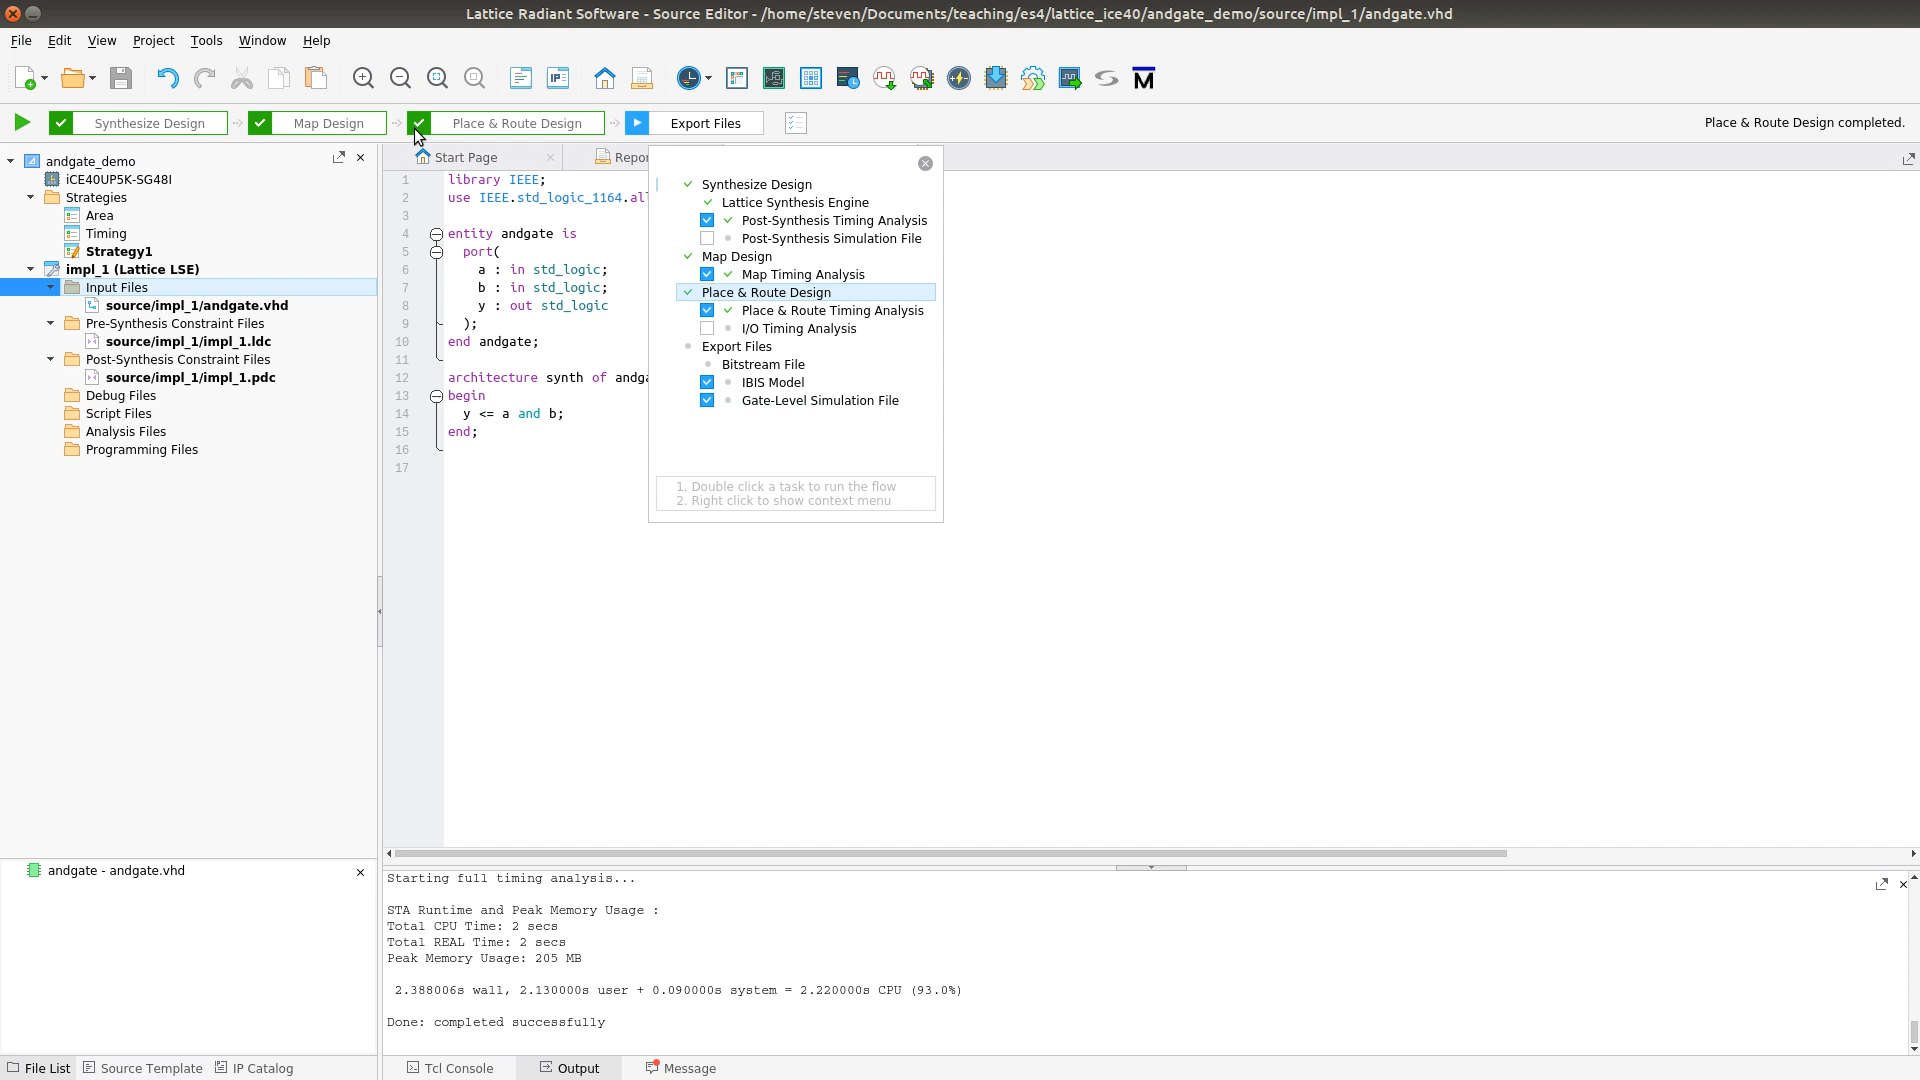 Lattice Radiant Software - Source Editor - /home/steven/Documents/teaching/es4/lattice_ice40/andgate_demo/source/impl_1/andgate.vhd
File Edit View Project Tools Window Help
IP
M
Synthesize Design Map Design Place & Route Design Export Files Place & Route Design completed.
andgate_demo
iCE40UP5K-SG48I
Strategies
Area
Timing
Strategy1
impl_1 (Lattice LSE)
Input Files
source/impl_1/andgate.vhd
Pre-Synthesis Constraint Files
source/impl_1/impl_1.ldc
Post-Synthesis Constraint Files
source/impl_1/impl_1.pdc
Debug Files
Script Files
Analysis Files
Programming Files
andgate - andgate.vhd
File List Source Template IP Catalog
Start Page Repor
1 library IEEE;
2 use IEEE.std_logic_1164.al
3
4 entity andgate is
5 port(
6 a : in std_logic;
7 b : in std_logic;
8 y : out std_logic
9 );
10 end andgate;
11
12 architecture synth of andga
13 begin
14 y <= a and b;
15 end;
16
17
Synthesize Design
Lattice Synthesis Engine
Post-Synthesis Timing Analysis
Post-Synthesis Simulation File
Map Design
Map Timing Analysis
Place & Route Design
Place & Route Timing Analysis
I/O Timing Analysis
Export Files
Bitstream File
IBIS Model
Gate-Level Simulation File
1. Double click a task to run the flow
2. Right click to show context menu
Starting full timing analysis...
STA Runtime and Peak Memory Usage :
Total CPU Time: 2 secs
Total REAL Time: 2 secs
Peak Memory Usage: 205 MB
2.388006s wall, 2.130000s user + 0.090000s system = 2.220000s CPU (93.0%)
Done: completed successfully
Tcl Console Output Message